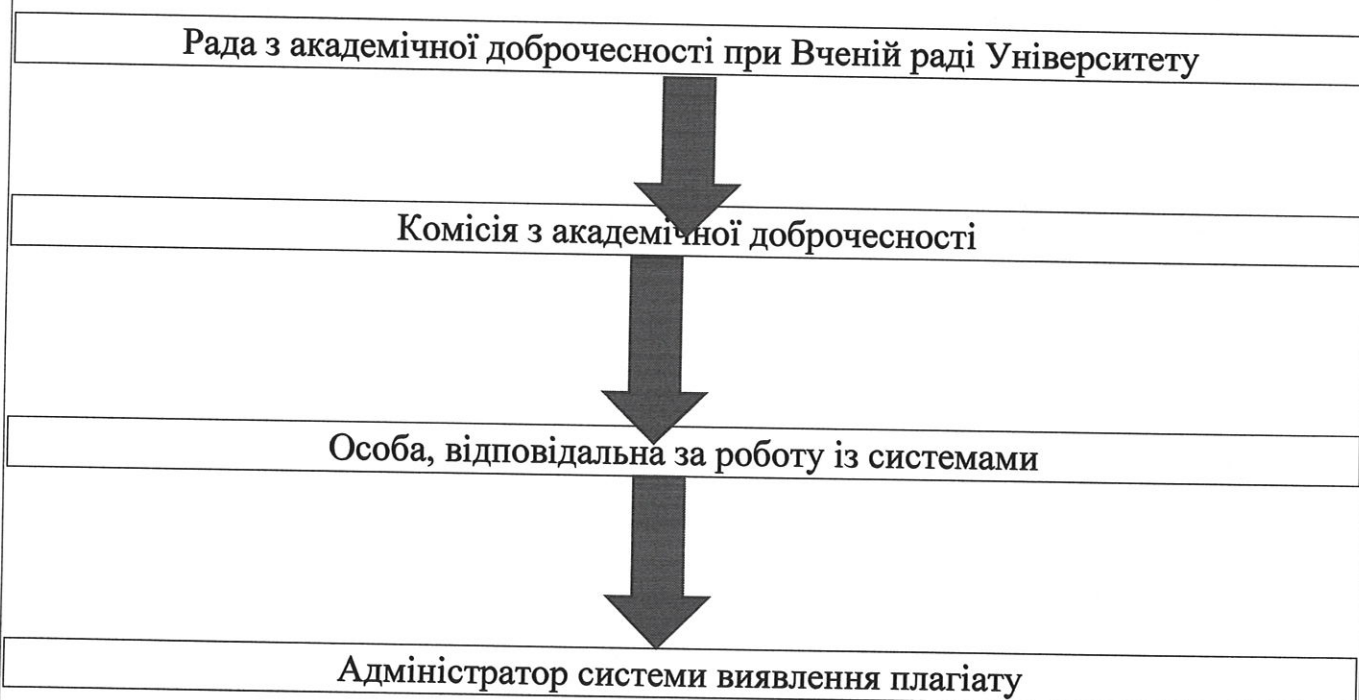 Рада з академічної доброчесності при Вченій раді Університету
Комісія з академічної доброчесності
Особа, відповідальна за роботу із системами
Адміністратор системи виявлення плагіату